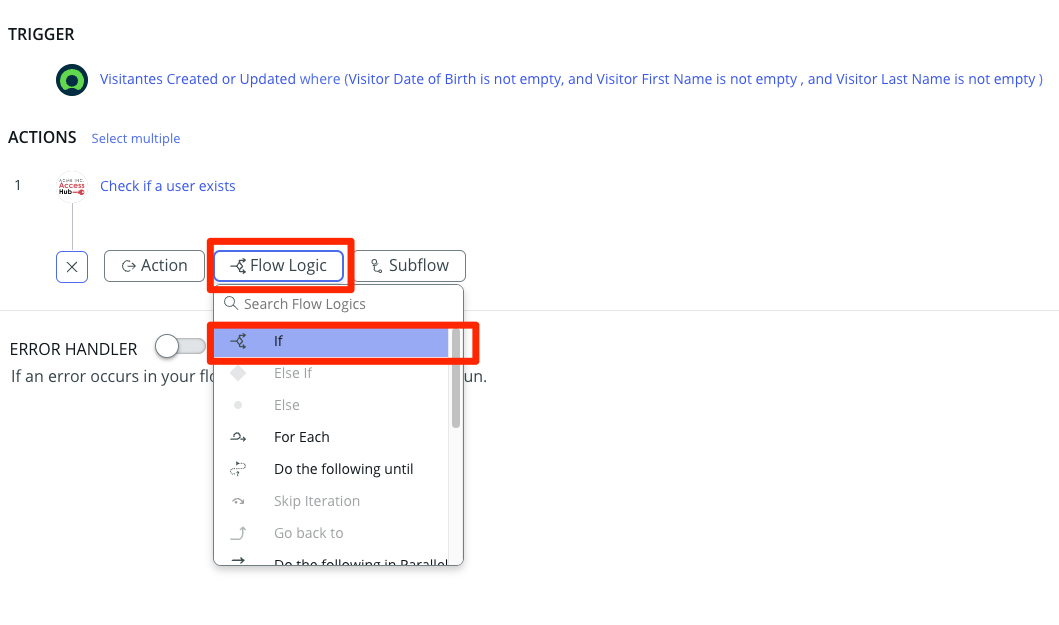 TRIGGER
Visitantes Created or Updated where (Visitor Date of Birth is not empty, and Visitor First Name is not empty , and Visitor Last Name is not empty )
ACTIONS Select multiple
1 ACME INC. Access Hub Check if a user exists
Action Flow Logic Subflow
Search Flow Logics
If
ERROR HANDLER
If an error occurs in your flo un.
Else If
Else
For Each
Do the following until
Skip Iteration
Go back to
Do the following in Parallel